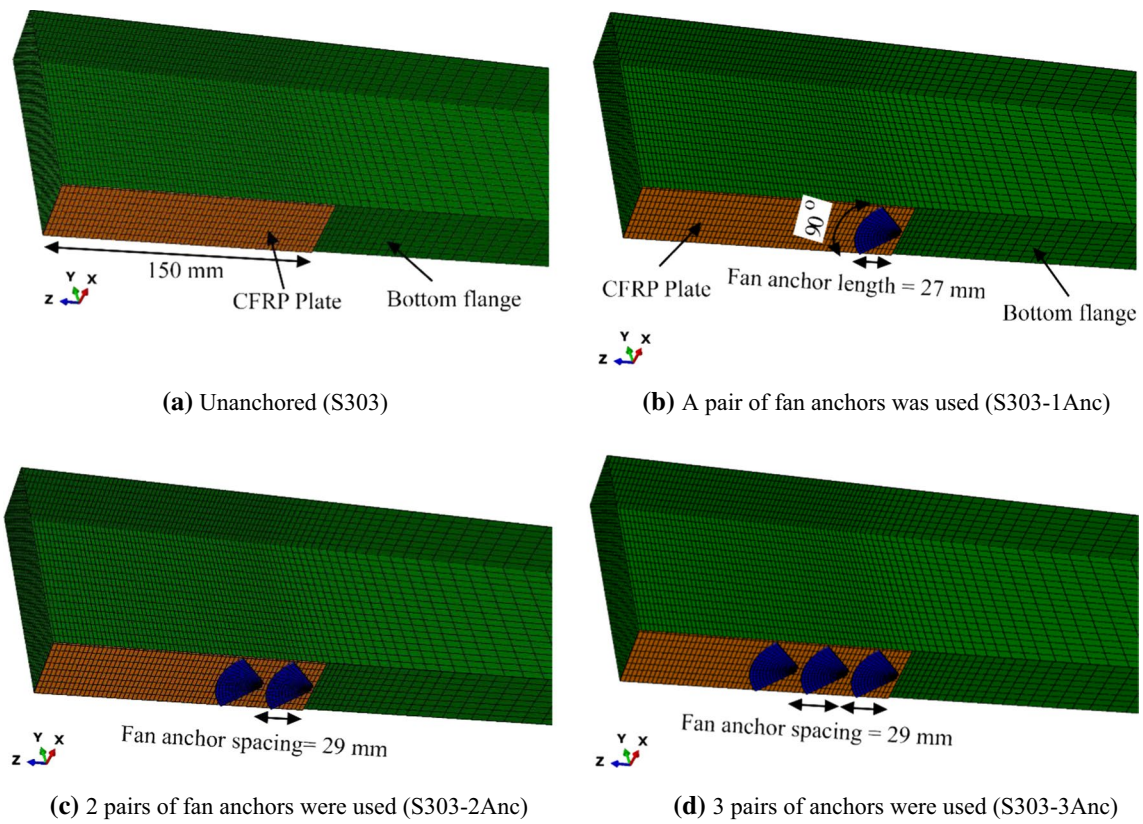 150 mm
CFRP Plate
Bottom flange
Y X
Z
(a) Unanchored (S303)
90 °
Fan anchor length = 27 mm
CFRP Plate
Bottom flange
Y X
Z
(b) A pair of fan anchors was used (S303-1Anc)
Fan anchor spacing= 29 mm
Y X
Z
(c) 2 pairs of fan anchors were used (S303-2Anc)
Fan anchor spacing = 29 mm
Y X
Z
(d) 3 pairs of anchors were used (S303-3Anc)